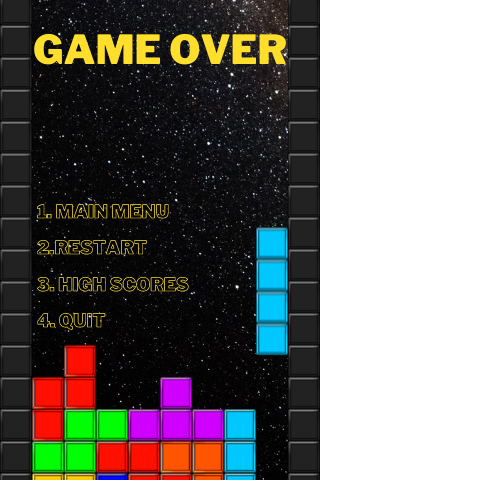 GAME OVER
1. MAIN MENU
2.RESTART
3. HIGH SCORES
4. QUiT